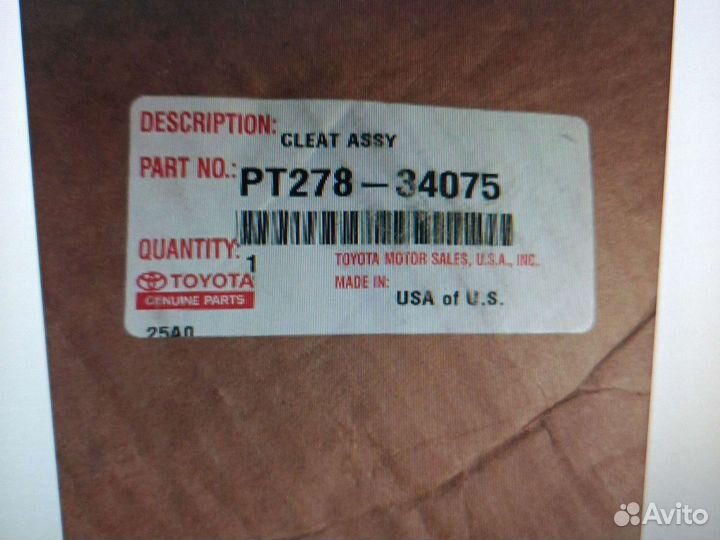 DESCRIPTION: CLEAT ASSY
PART NO.: PT278-34075
QUANTITY: 1
TOYOTA MOTOR SALES, U.S.A., INC.
TOYOTA
GENUINE PARTS
MADE IN: USA of U.S.
25A0
Avito